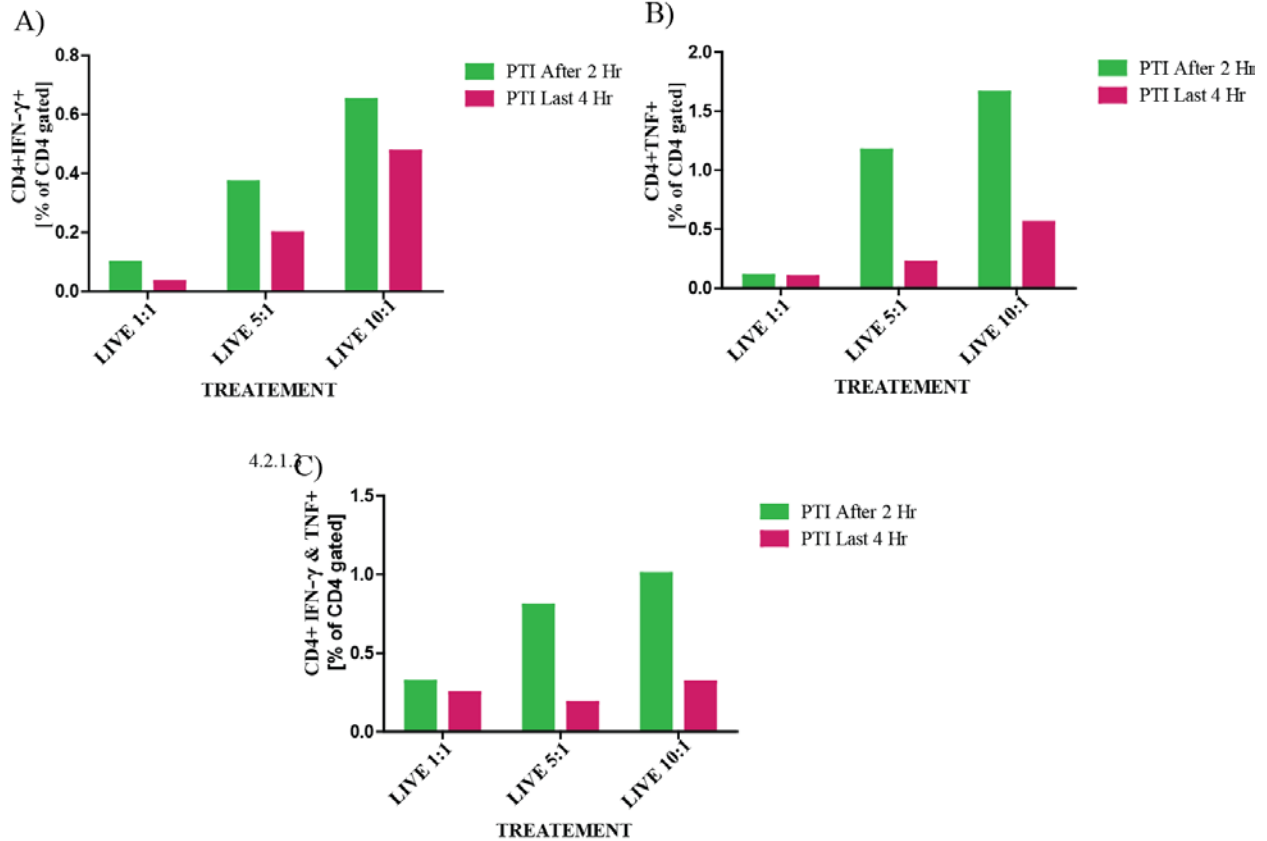 A)
CD4+IFN-γ+
[% of CD4 gated]
0.8
0.6
0.4
0.2
0.0
LIVE 1:1
LIVE 5:1
LIVE 10:1
TREATEMENT
PTI After 2 Hr
PTI Last 4 Hr
B)
CD4+TNF+
[% of CD4 gated]
2.0
1.5
1.0
0.5
0.0
LIVE 1:1
LIVE 5:1
LIVE 10:1
TREATEMENT
PTI After 2 Hr
PTI Last 4 Hr
4.2.1.3
C)
CD4+ IFN-γ & TNF+
[% of CD4 gated]
1.5
1.0
0.5
0.0
LIVE 1:1
LIVE 5:1
LIVE 10:1
TREATEMENT
PTI After 2 Hr
PTI Last 4 Hr